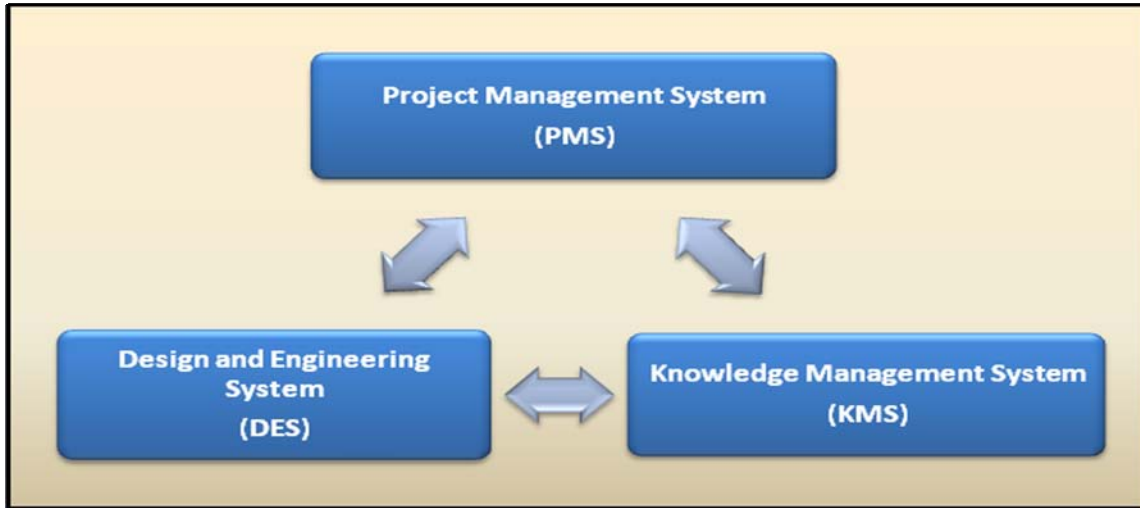 Project Management System
(PMS)
Design and Engineering
System
(DES)
Knowledge Management System
(KMS)